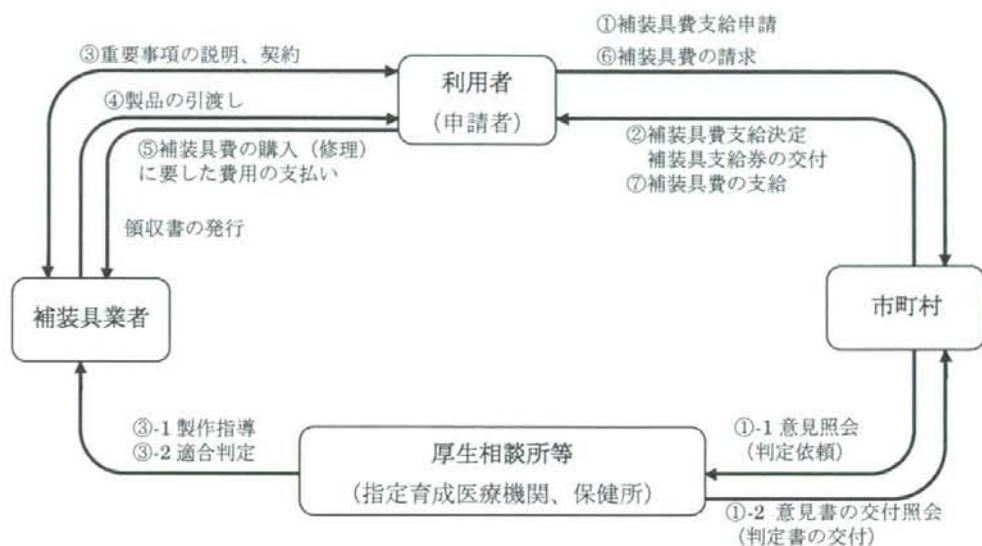 ①補装具費支給申請
⑥補装具費の請求
③重要事項の説明、契約
利用者
（申請者）
④製品の引渡し
⑤補装具費の購入（修理）
に要した費用の支払い
②補装具費支給決定
補装具支給券の交付
⑦補装具費の支給
領収書の発行
補装具業者
市町村
③-1 製作指導
③-2 適合判定
厚生相談所等
（指定育成医療機関、保健所）
①-1 意見照会
（判定依頼）
①-2 意見書の交付照会
（判定書の交付）